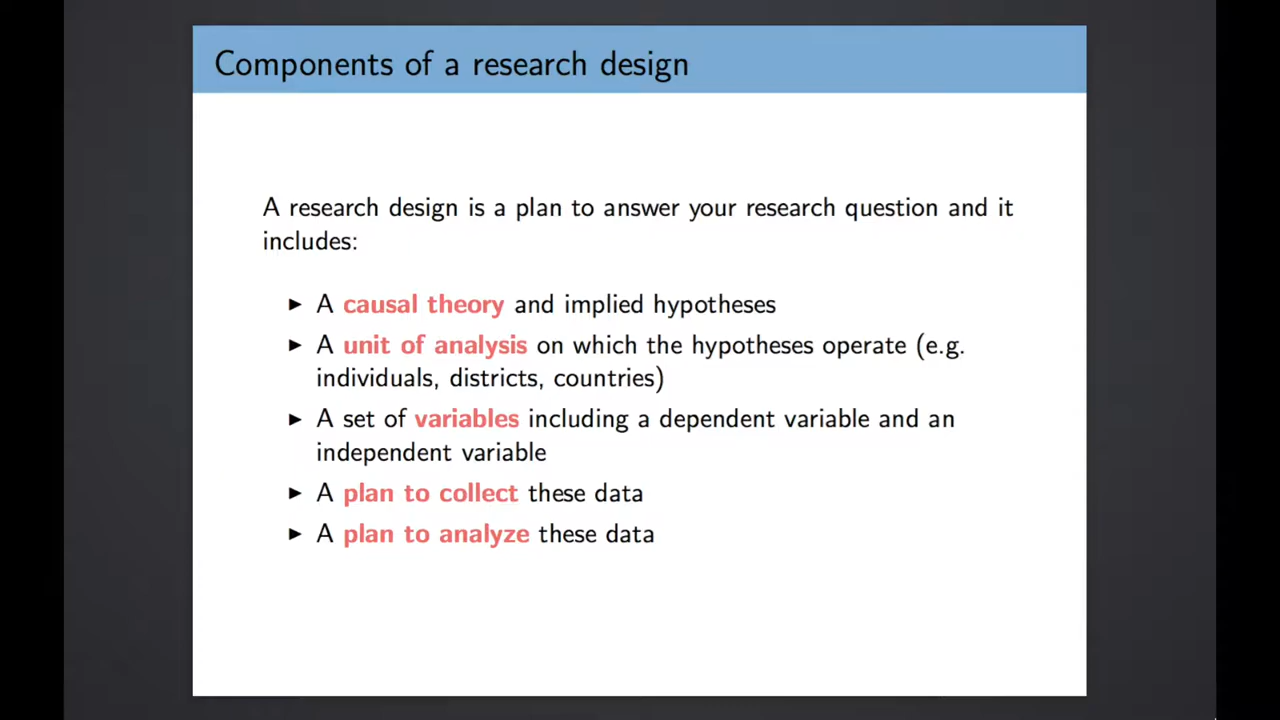 Components of a research design
A research design is a plan to answer your research question and it
includes:
▶ A causal theory and implied hypotheses
▶ A unit of analysis on which the hypotheses operate (e.g.
individuals, districts, countries)
▶ A set of variables including a dependent variable and an
independent variable
▶ A plan to collect these data
▶ A plan to analyze these data